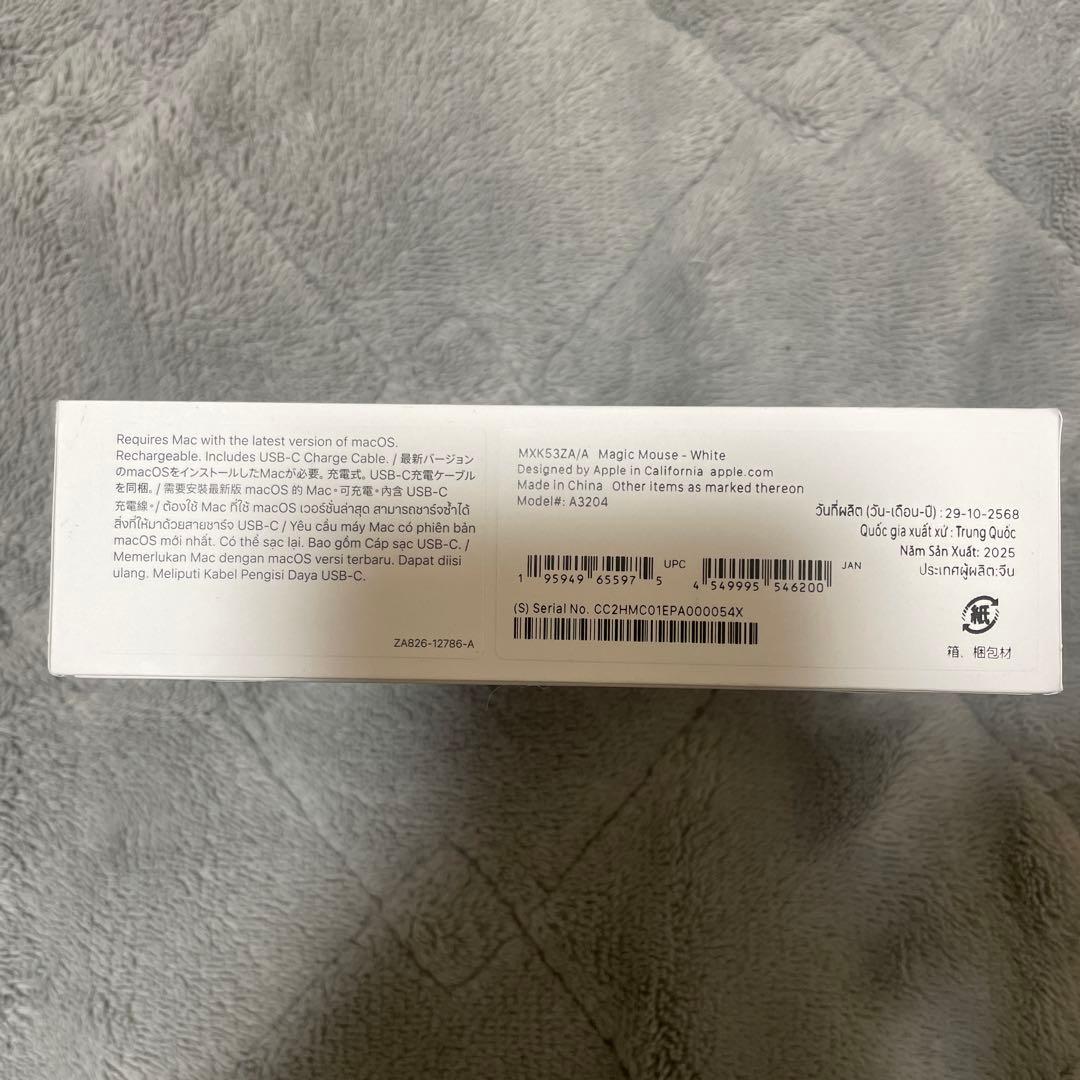 Requires Mac with the latest version of macOS.
Rechargeable. Includes USB-C Charge Cable. / 最新バージョン
のmacOSをインストールしたMacが必要。充電式。USB-C充電ケーブル
を同梱。/ 需要安裝最新版 macOS 的 Mac。可充電。內含 USB-C
充電線。/ ต้องใช้ Mac ที่ใช้ macOS เวอร์ชั่นล่าสุด สามารถชาร์จซ้ำได้
สิ่งที่ให้มาด้วยสายชาร์จ USB-C / Yêu cầu máy Mac có phiên bản
macOS mới nhất. Có thể sạc lại. Bao gồm Cáp sạc USB-C. /
Memerlukan Mac dengan macOS versi terbaru. Dapat diisi
ulang. Meliputi Kabel Pengisi Daya USB-C.
ZA826-12786-A
MXK53ZA/A Magic Mouse - White
Designed by Apple in California apple.com
Made in China Other items as marked thereon
Model#: A3204
วันที่ผลิต (วัน-เดือน-ปี) : 29-10-2568
Quốc gia xuất xứ : Trung Quốc
Năm Sản Xuất: 2025
ประเทศผู้ผลิต:จีน
UPC
1 95949 65597 5
JAN
4 549995 546200
(S) Serial No. CC2HMC01EPA000054X
紙
箱、梱包材